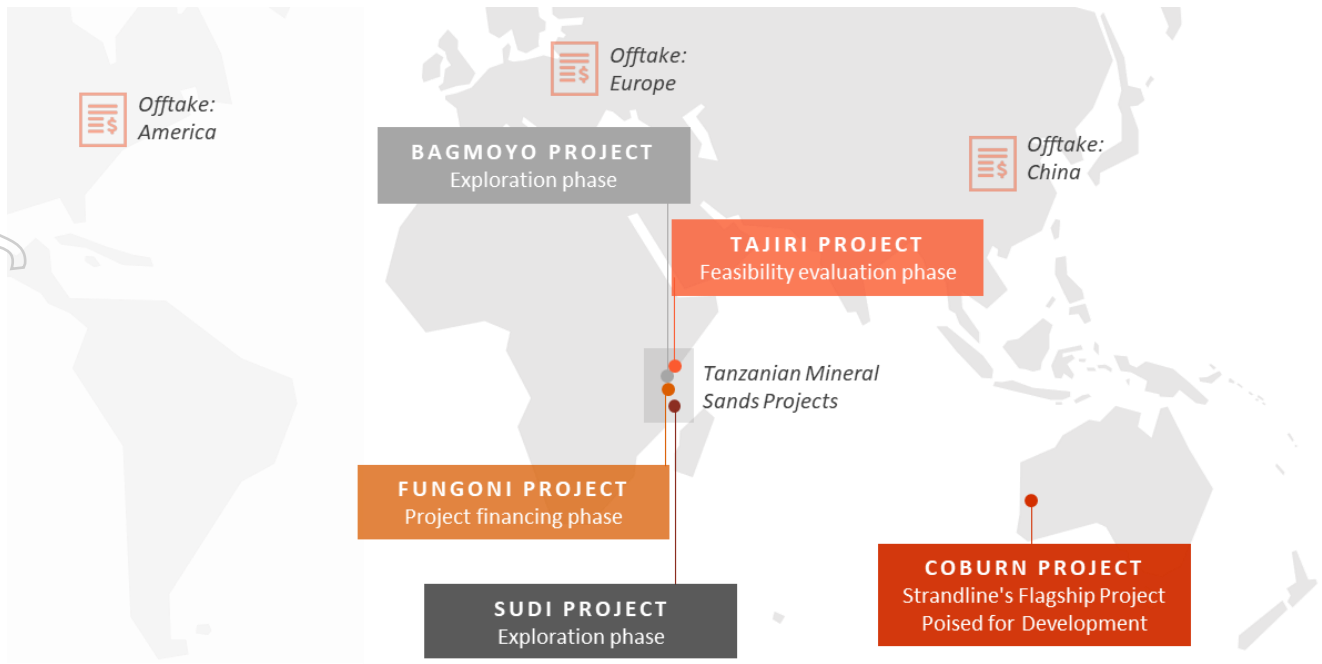 Offtake:
America
Offtake:
Europe
Offtake:
China
BAGMOYO PROJECT
Exploration phase
TAJIRI PROJECT
Feasibility evaluation phase
Tanzanian Mineral
Sands Projects
FUNGONI PROJECT
Project financing phase
SUDI PROJECT
Exploration phase
COBURN PROJECT
Strandline's Flagship Project
Poised for Development